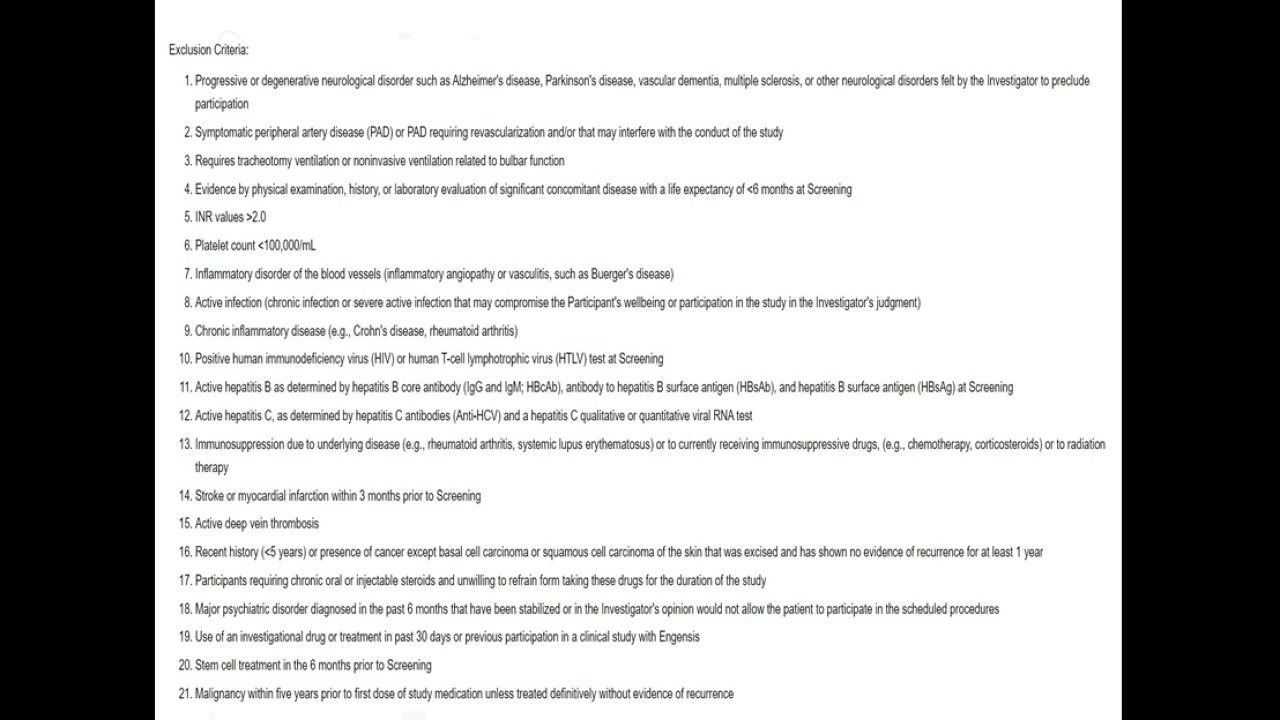 Exclusion Criteria:
1. Progressive or degenerative neurological disorder such as Alzheimer's disease, Parkinson's disease, vascular dementia, multiple sclerosis, or other neurological disorders felt by the Investigator to preclude
participation
2. Symptomatic peripheral artery disease (PAD) or PAD requiring revascularization and/or that may interfere with the conduct of the study
3. Requires tracheotomy ventilation or noninvasive ventilation related to bulbar function
4. Evidence by physical examination, history, or laboratory evaluation of significant concomitant disease with a life expectancy of <6 months at Screening
5. INR values >2.0
6. Platelet count <100,000/mL
7. Inflammatory disorder of the blood vessels (inflammatory angiopathy or vasculitis, such as Buerger's disease)
8. Active infection (chronic infection or severe active infection that may compromise the Participant's wellbeing or participation in the study in the Investigator's judgment)
9. Chronic inflammatory disease (e.g., Crohn's disease, rheumatoid arthritis)
10. Positive human immunodeficiency virus (HIV) or human T-cell lymphotrophic virus (HTLV) test at Screening
11. Active hepatitis B as determined by hepatitis B core antibody (IgG and IgM; HBcAb), antibody to hepatitis B surface antigen (HBsAb), and hepatitis B surface antigen (HBsAg) at Screening
12. Active hepatitis C, as determined by hepatitis C antibodies (Anti-HCV) and a hepatitis C qualitative or quantitative viral RNA test
13. Immunosuppression due to underlying disease (e.g., rheumatoid arthritis, systemic lupus erythematosus) or to currently receiving immunosuppressive drugs, (e.g., chemotherapy, corticosteroids) or to radiation
therapy
14. Stroke or myocardial infarction within 3 months prior to Screening
15. Active deep vein thrombosis
16. Recent history (<5 years) or presence of cancer except basal cell carcinoma or squamous cell carcinoma of the skin that was excised and has shown no evidence of recurrence for at least 1 year
17. Participants requiring chronic oral or injectable steroids and unwilling to refrain form taking these drugs for the duration of the study
18. Major psychiatric disorder diagnosed in the past 6 months that have been stabilized or in the Investigator's opinion would not allow the patient to participate in the scheduled procedures
19. Use of an investigational drug or treatment in past 30 days or previous participation in a clinical study with Engensis
20. Stem cell treatment in the 6 months prior to Screening
21. Malignancy within five years prior to first dose of study medication unless treated definitively without evidence of recurrence